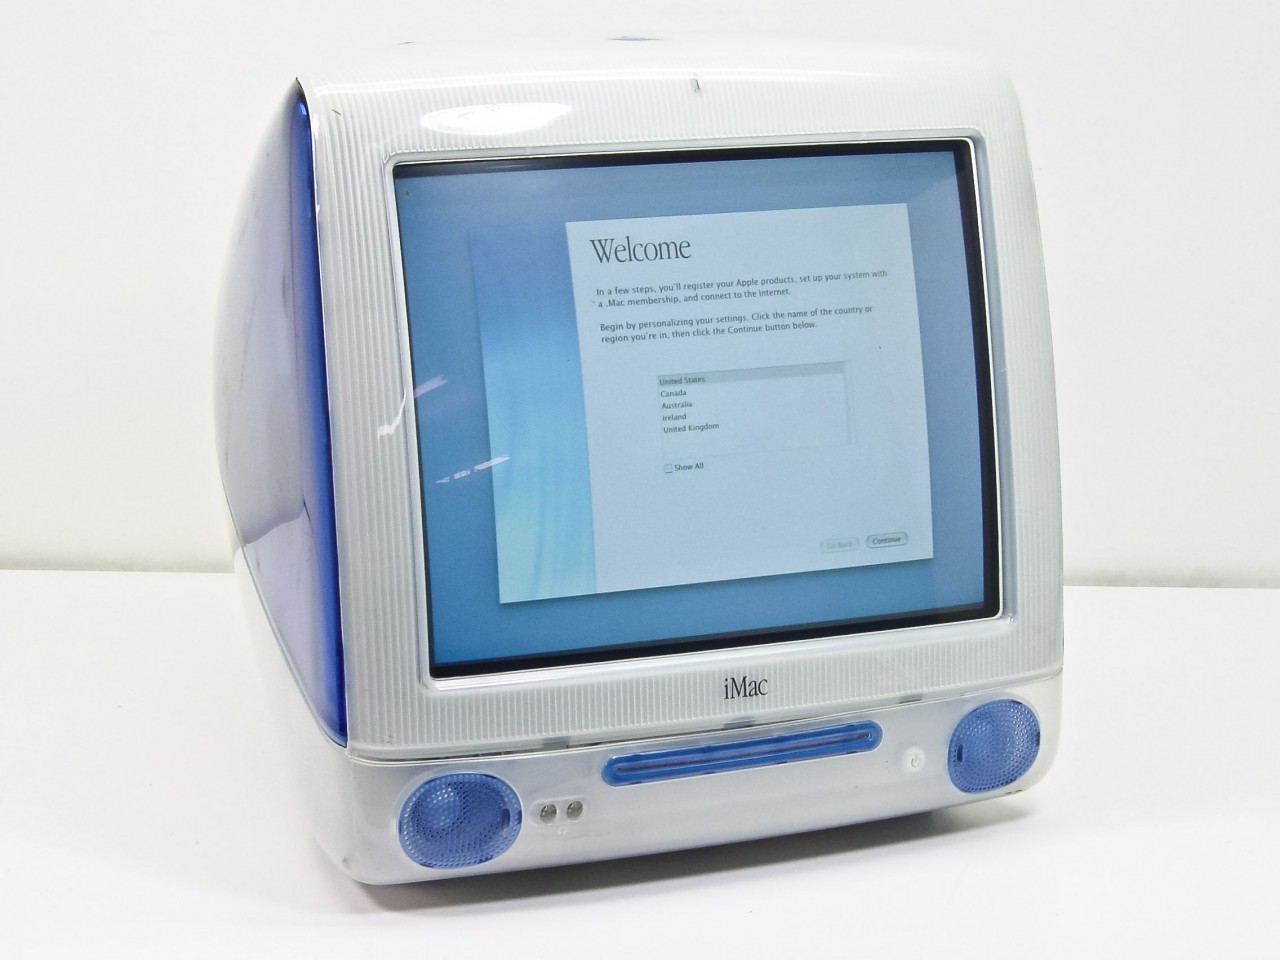 Welcome
In a few steps, you'll register your Apple products, set up your system with
a .Mac membership, and connect to the Internet.
Begin by personalizing your settings. Click the name of the country or
region you're in, then click the Continue button below.
United States
Canada
Australia
Ireland
United Kingdom
Show All
Go Back Continue
iMac